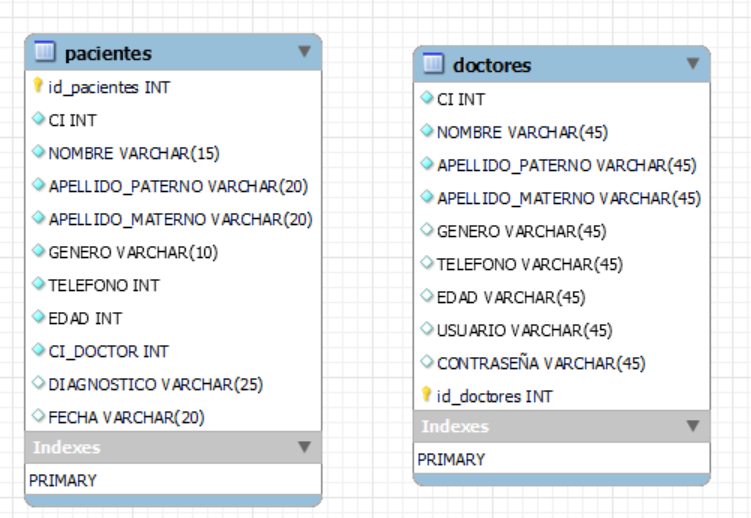 pacientes
id_pacientes INT
CI INT
NOMBRE VARCHAR(15)
APELLIDO_PATERNO VARCHAR(20)
APELLIDO_MATERNO VARCHAR(20)
GENERO VARCHAR(10)
TELEFONO INT
EDAD INT
CI_DOCTOR INT
DIAGNOSTICO VARCHAR(25)
FECHA VARCHAR(20)
Indexes
PRIMARY
doctores
CI INT
NOMBRE VARCHAR(45)
APELLIDO_PATERNO VARCHAR(45)
APELLIDO_MATERNO VARCHAR(45)
GENERO VARCHAR(45)
TELEFONO VARCHAR(45)
EDAD VARCHAR(45)
USUARIO VARCHAR(45)
CONTRASEÑA VARCHAR(45)
id_doctores INT
Indexes
PRIMARY